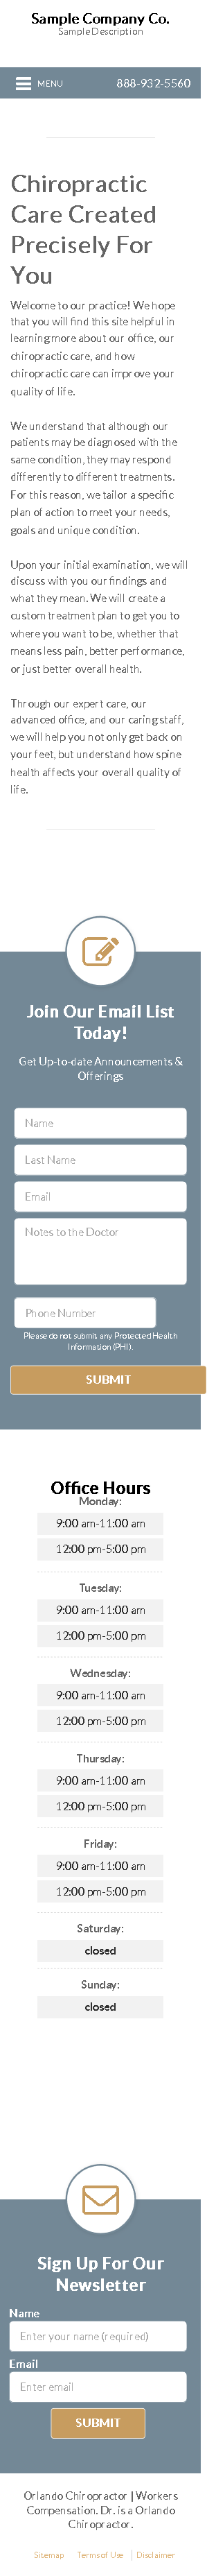 Sample Company Co.
Sample Description
MENU 888-932-5560
Chiropractic
Care Created
Precisely For
You
Welcome to our practice! We hope
that you will find this site helpful in
learning more about our office, our
chiropractic care, and how
chiropractic care can improve your
quality of life.
We understand that although our
patients may be diagnosed with the
same condition, they may respond
differently to different treatments.
For this reason, we tailor a specific
plan of action to meet your needs,
goals and unique condition.
Upon your initial examination, we will
discuss with you our findings and
what they mean. We will create a
custom treatment plan to get you to
where you want to be, whether that
means less pain, better performance,
or just better overall health.
Through our expert care, our
advanced office, and our caring staff,
we will help you not only get back on
your feet, but understand how spine
health affects your overall quality of
life.
Join Our Email List
Today!
Get Up-to-date Announcements &
Offerings
Name
Last Name
Email
Notes to the Doctor
Phone Number
Please do not submit any Protected Health
Information (PHI).
SUBMIT
Office Hours
Monday:
9:00 am-11:00 am
12:00 pm-5:00 pm
Tuesday:
9:00 am-11:00 am
12:00 pm-5:00 pm
Wednesday:
9:00 am-11:00 am
12:00 pm-5:00 pm
Thursday:
9:00 am-11:00 am
12:00 pm-5:00 pm
Friday:
9:00 am-11:00 am
12:00 pm-5:00 pm
Saturday:
closed
Sunday:
closed
Sign Up For Our
Newsletter
Name
Enter your name (required)
Email
Enter email
SUBMIT
Orlando Chiropractor | Workers
Compensation. Dr. is a Orlando
Chiropractor.
Sitemap Terms of Use | Disclaimer